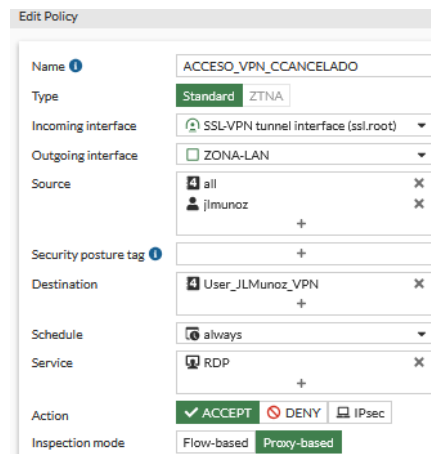 Edit Policy
Name
ACCESO_VPN_CCANCELADO
Type
Standard ZTNA
Incoming interface
SSL-VPN tunnel interface (ssl.root)
Outgoing interface
ZONA-LAN
Source
4 all
jlmunoz
+
Security posture tag
+
Destination
4 User_JLMunoz_VPN
+
Schedule
always
Service
RDP
+
Action
ACCEPT DENY IPsec
Inspection mode
Flow-based Proxy-based